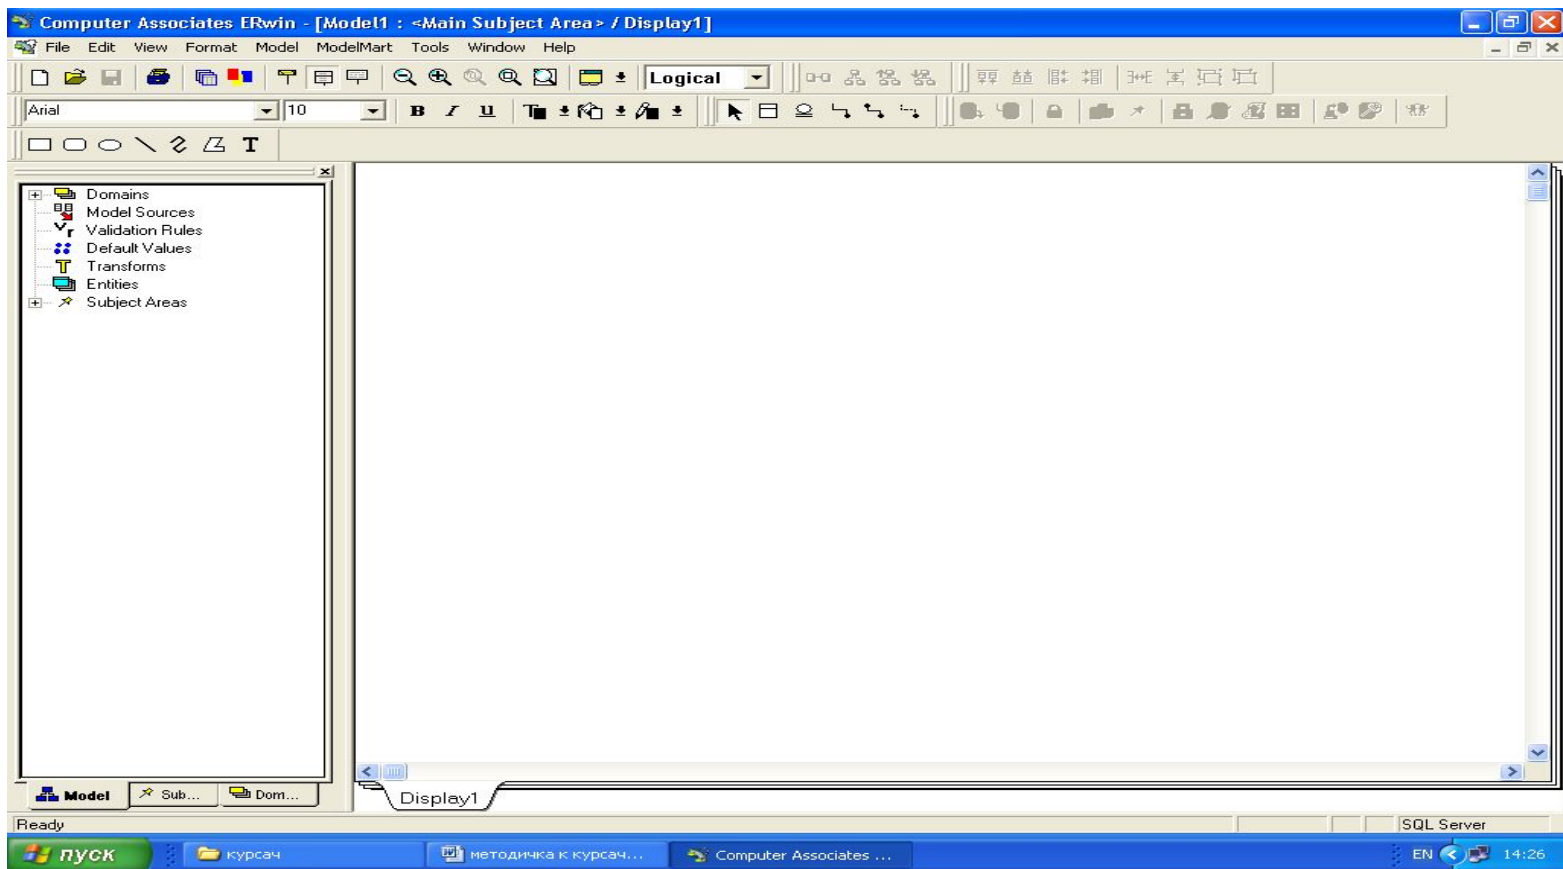 Computer Associates ERwin - [Model1 : <Main Subject Area> / Display1]
File Edit View Format Model ModelMart Tools Window Help
Logical
Arial 10 B I U
T
Domains
Model Sources
Validation Rules
Default Values
Transforms
Entities
Subject Areas
Model Sub... Dom...
Display1
Ready SQL Server
пуск курсач методичка к курсач... Computer Associates ... EN 14:26